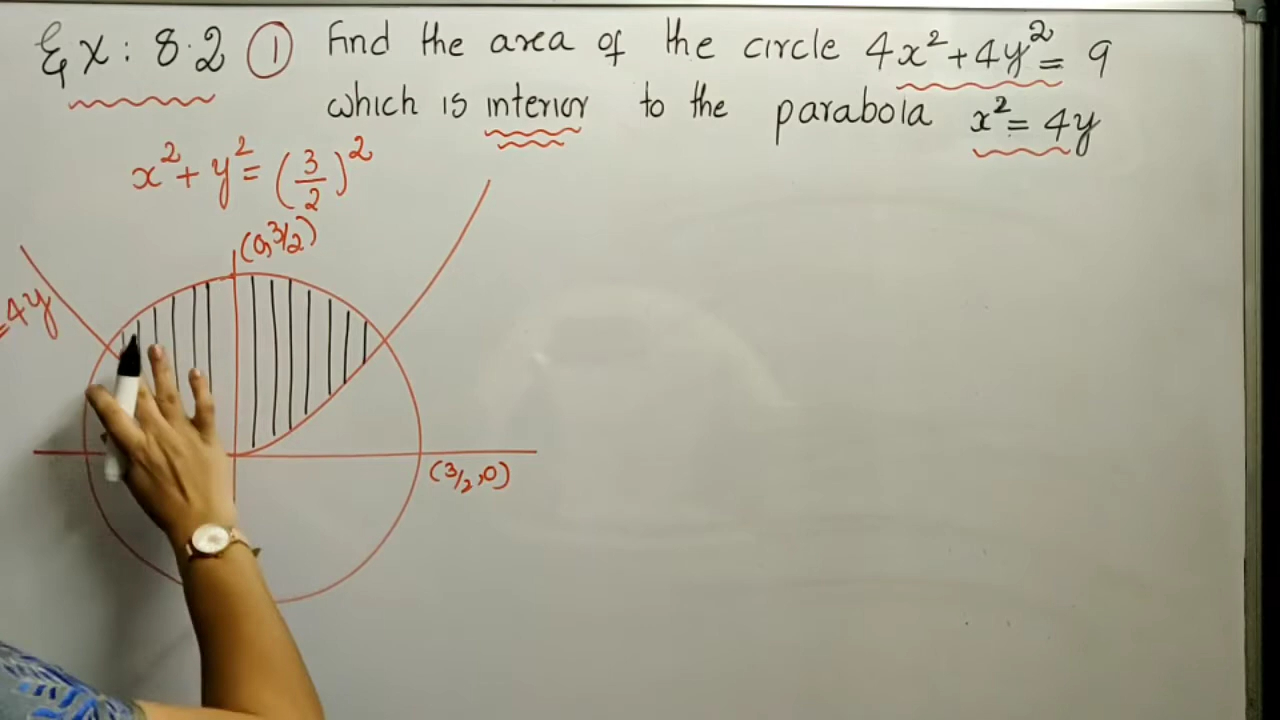 Ex: 8.2 ① Find the area of the circle 4x² + 4y² = 9
which is interior to the parabola x² = 4y
x² + y² = (3/2)²
(0, 3/2)
= 4y
(3/2, 0)